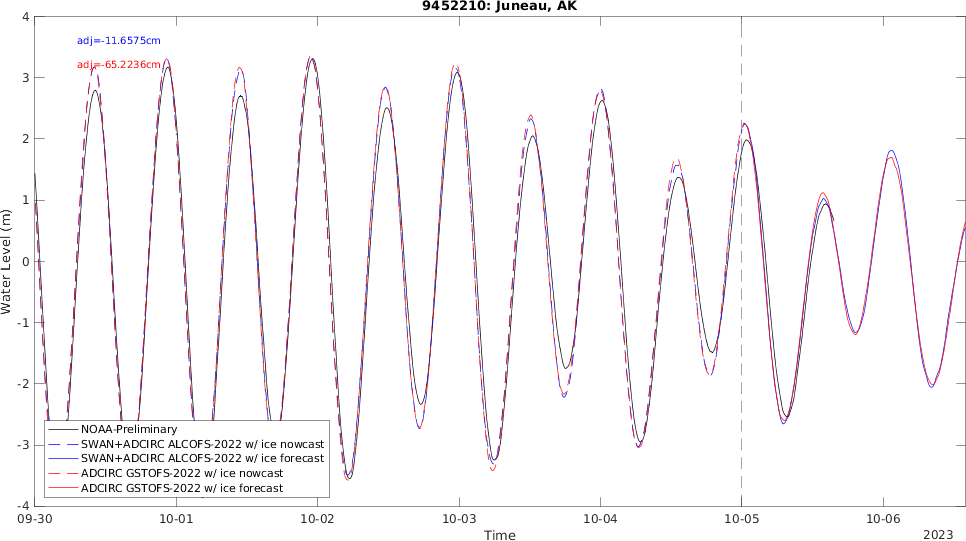 9452210: Juneau, AK
adj=-11.6575cm
adj=-65.2236cm
4
3
2
1
0
-1
-2
-3
-4
Water Level (m)
NOAA-Preliminary
SWAN+ADCIRC ALCOFS-2022 w/ ice nowcast
SWAN+ADCIRC ALCOFS-2022 w/ ice forecast
ADCIRC GSTOFS-2022 w/ ice nowcast
ADCIRC GSTOFS-2022 w/ ice forecast
09-30 10-01 10-02 10-03 10-04 10-05 10-06
Time
2023